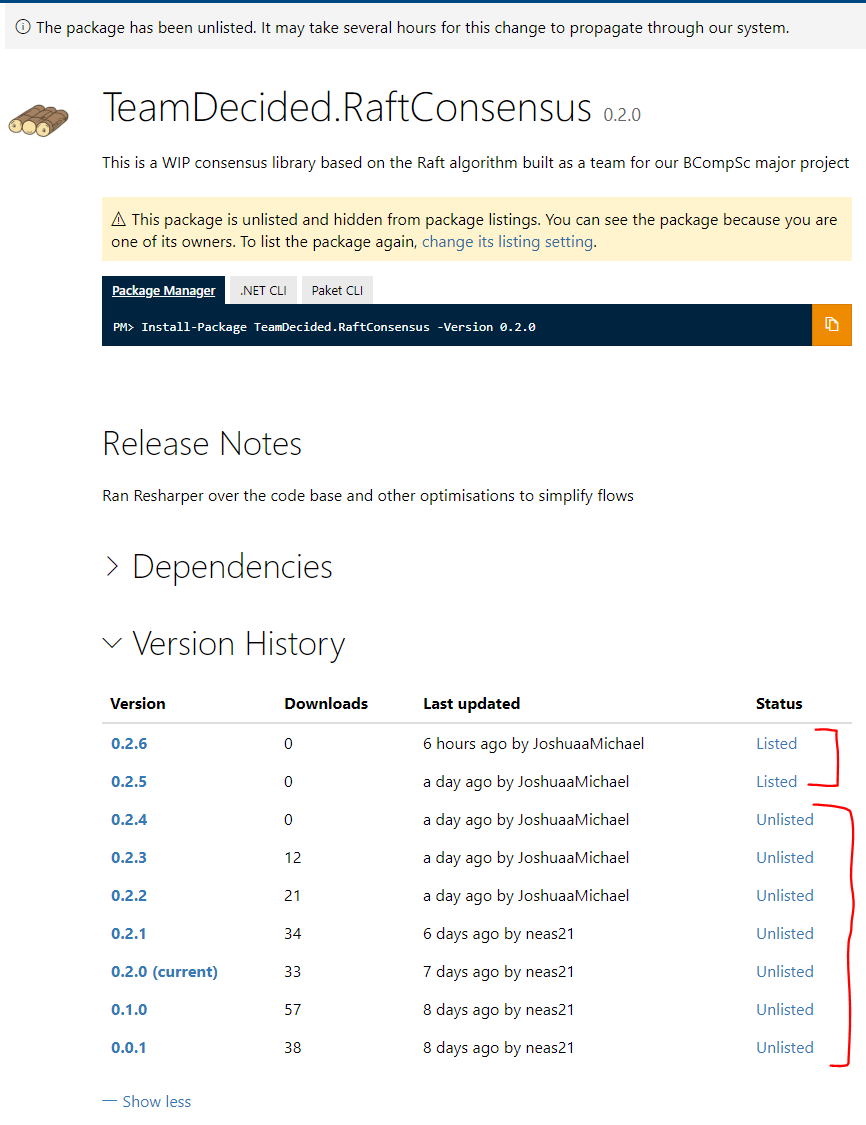 The package has been unlisted. It may take several hours for this change to propagate through our system.
TeamDecided.RaftConsensus 0.2.0
This is a WIP consensus library based on the Raft algorithm built as a team for our BCompSc major project
This package is unlisted and hidden from package listings. You can see the package because you are
one of its owners. To list the package again, change its listing setting.
Package Manager .NET CLI Paket CLI
PM> Install-Package TeamDecided.RaftConsensus -Version 0.2.0
Release Notes
Ran Resharper over the code base and other optimisations to simplify flows
Dependencies
Version History
Version Downloads Last updated Status
0.2.6 0 6 hours ago by JoshuaaMichael Listed
0.2.5 0 a day ago by JoshuaaMichael Listed
0.2.4 0 a day ago by JoshuaaMichael Unlisted
0.2.3 12 a day ago by JoshuaaMichael Unlisted
0.2.2 21 a day ago by JoshuaaMichael Unlisted
0.2.1 34 6 days ago by neas21 Unlisted
0.2.0 (current) 33 7 days ago by neas21 Unlisted
0.1.0 57 8 days ago by neas21 Unlisted
0.0.1 38 8 days ago by neas21 Unlisted
Show less